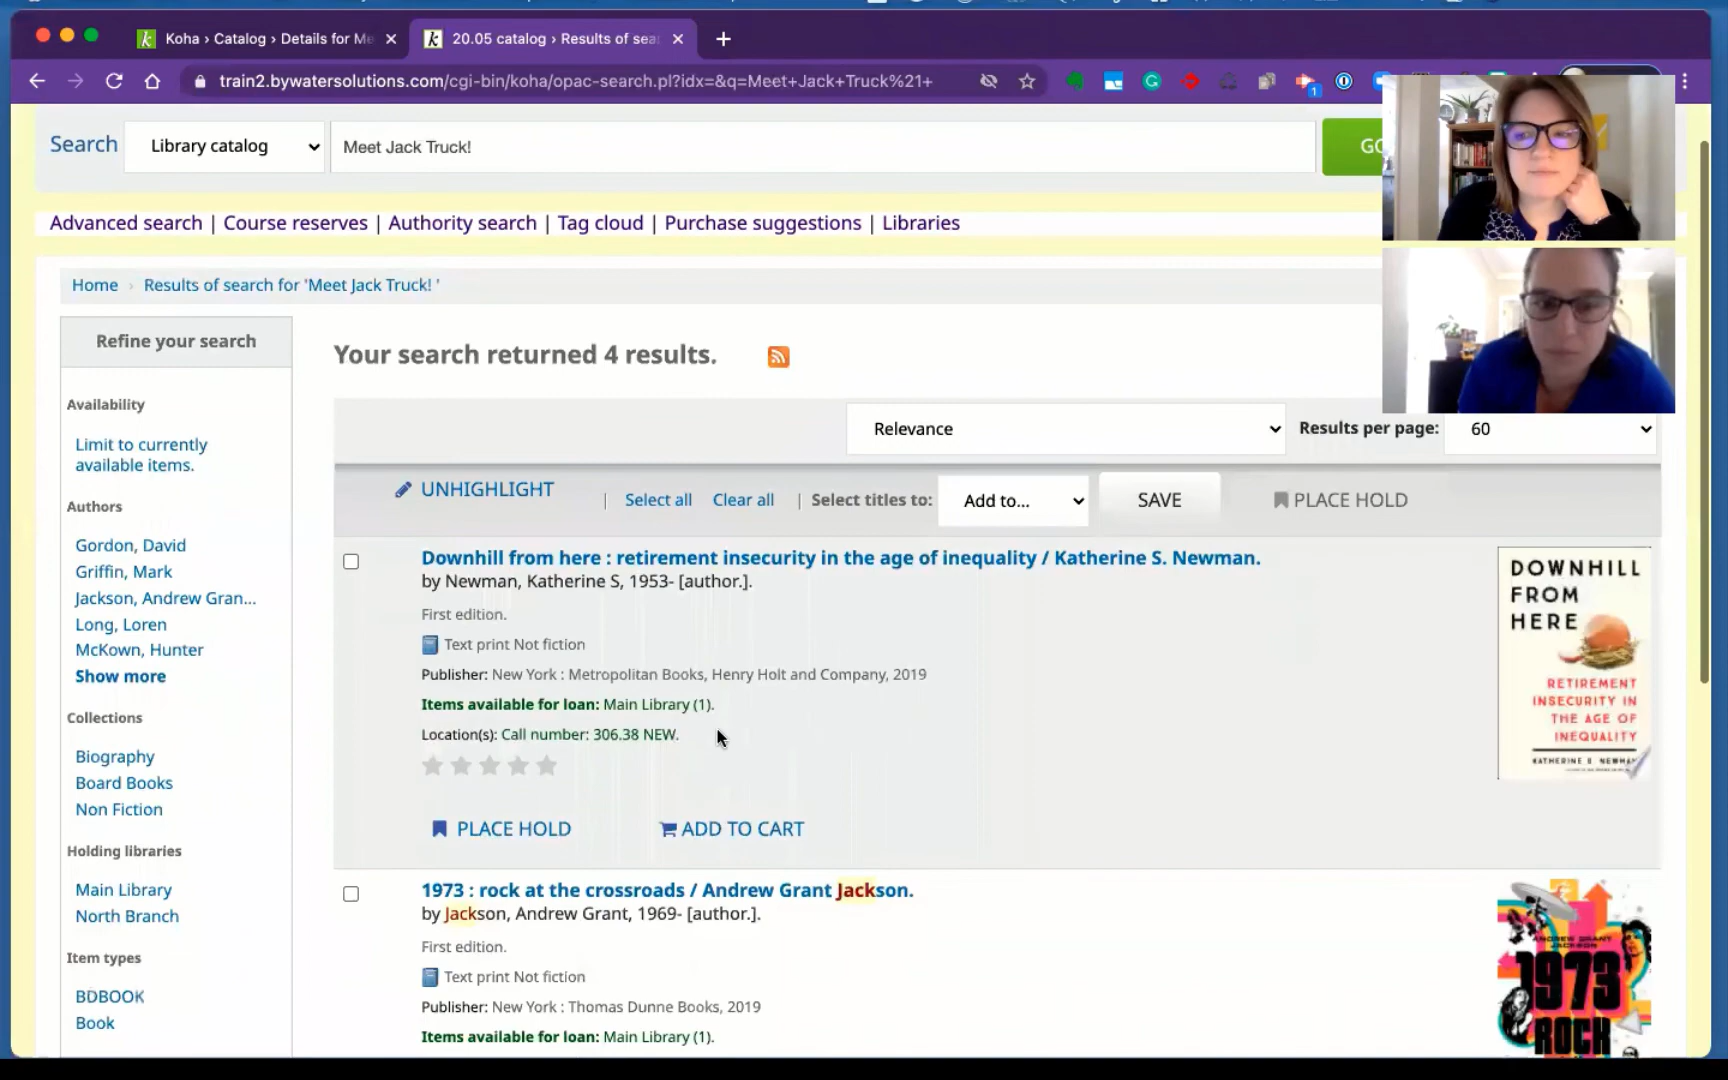 Koha › Catalog › Details for Me
20.05 catalog › Results of sea
train2.bywatersolutions.com/cgi-bin/koha/opac-search.pl?idx=&q=Meet+Jack+Truck%21+
1
Search
Library catalog
Meet Jack Truck!
GO
Advanced search | Course reserves | Authority search | Tag cloud | Purchase suggestions | Libraries
Home › Results of search for 'Meet Jack Truck! '
Refine your search
Availability
Limit to currently
available items.
Authors
Gordon, David
Griffin, Mark
Jackson, Andrew Gran...
Long, Loren
McKown, Hunter
Show more
Collections
Biography
Board Books
Non Fiction
Holding libraries
Main Library
North Branch
Item types
BDBOOK
Book
Your search returned 4 results.
Relevance
Results per page: 60
UNHIGHLIGHT | Select all Clear all | Select titles to: Add to... SAVE PLACE HOLD
Downhill from here : retirement insecurity in the age of inequality / Katherine S. Newman.
by Newman, Katherine S, 1953- [author.].
First edition.
Text print Not fiction
Publisher: New York : Metropolitan Books, Henry Holt and Company, 2019
Items available for loan: Main Library (1).
Location(s): Call number: 306.38 NEW.
PLACE HOLD ADD TO CART
DOWNHILL
FROM
HERE
RETIREMENT
INSECURITY IN
THE AGE OF
INEQUALITY
KATHERINE S. NEWMAN
1973 : rock at the crossroads / Andrew Grant Jackson.
by Jackson, Andrew Grant, 1969- [author.].
First edition.
Text print Not fiction
Publisher: New York : Thomas Dunne Books, 2019
Items available for loan: Main Library (1).
ANDREW GRANT JACKSON
1973
ROCK